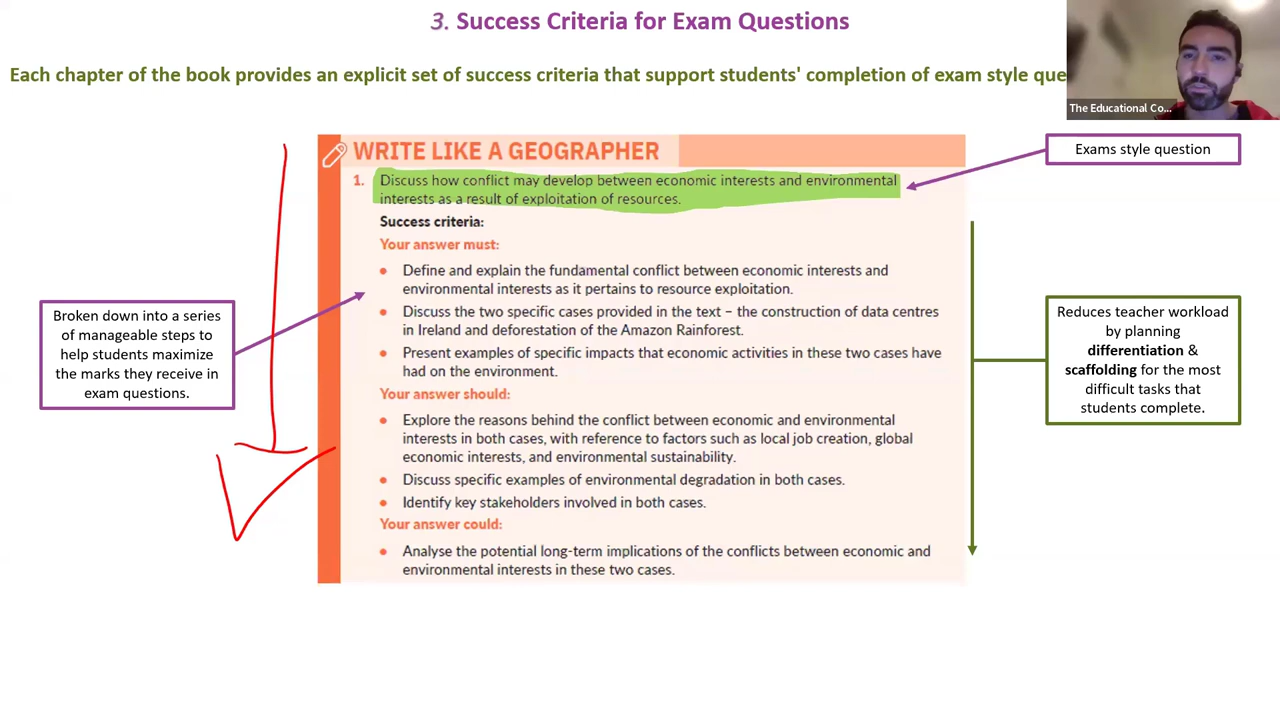 3. Success Criteria for Exam Questions
Each chapter of the book provides an explicit set of success criteria that support students' completion of exam style que
The Educational Co...
WRITE LIKE A GEOGRAPHER
1. Discuss how conflict may develop between economic interests and environmental
interests as a result of exploitation of resources.
Success criteria:
Your answer must:
• Define and explain the fundamental conflict between economic interests and
environmental interests as it pertains to resource exploitation.
• Discuss the two specific cases provided in the text – the construction of data centres
in Ireland and deforestation of the Amazon Rainforest.
• Present examples of specific impacts that economic activities in these two cases have
had on the environment.
Your answer should:
• Explore the reasons behind the conflict between economic and environmental
interests in both cases, with reference to factors such as local job creation, global
economic interests, and environmental sustainability.
• Discuss specific examples of environmental degradation in both cases.
• Identify key stakeholders involved in both cases.
Your answer could:
• Analyse the potential long-term implications of the conflicts between economic and
environmental interests in these two cases.
Broken down into a series
of manageable steps to
help students maximize
the marks they receive in
exam questions.
Exams style question
Reduces teacher workload
by planning
differentiation &
scaffolding for the most
difficult tasks that
students complete.